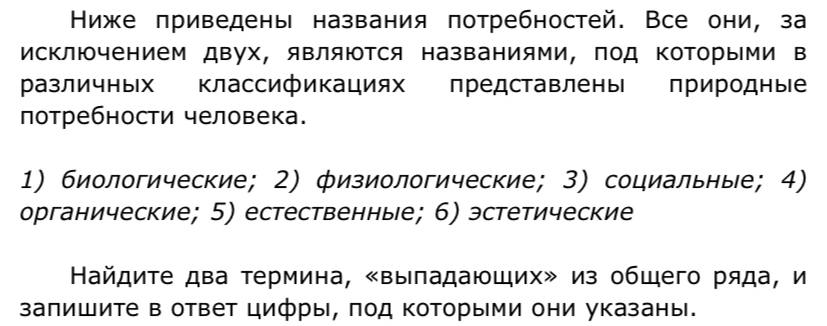 Ниже приведены названия потребностей. Все они, за
исключением двух, являются названиями, под которыми в
различных классификациях представлены природные
потребности человека.
1) биологические; 2) физиологические; 3) социальные; 4)
органические; 5) естественные; 6) эстетические
Найдите два термина, «выпадающих» из общего ряда, и
запишите в ответ цифры, под которыми они указаны.